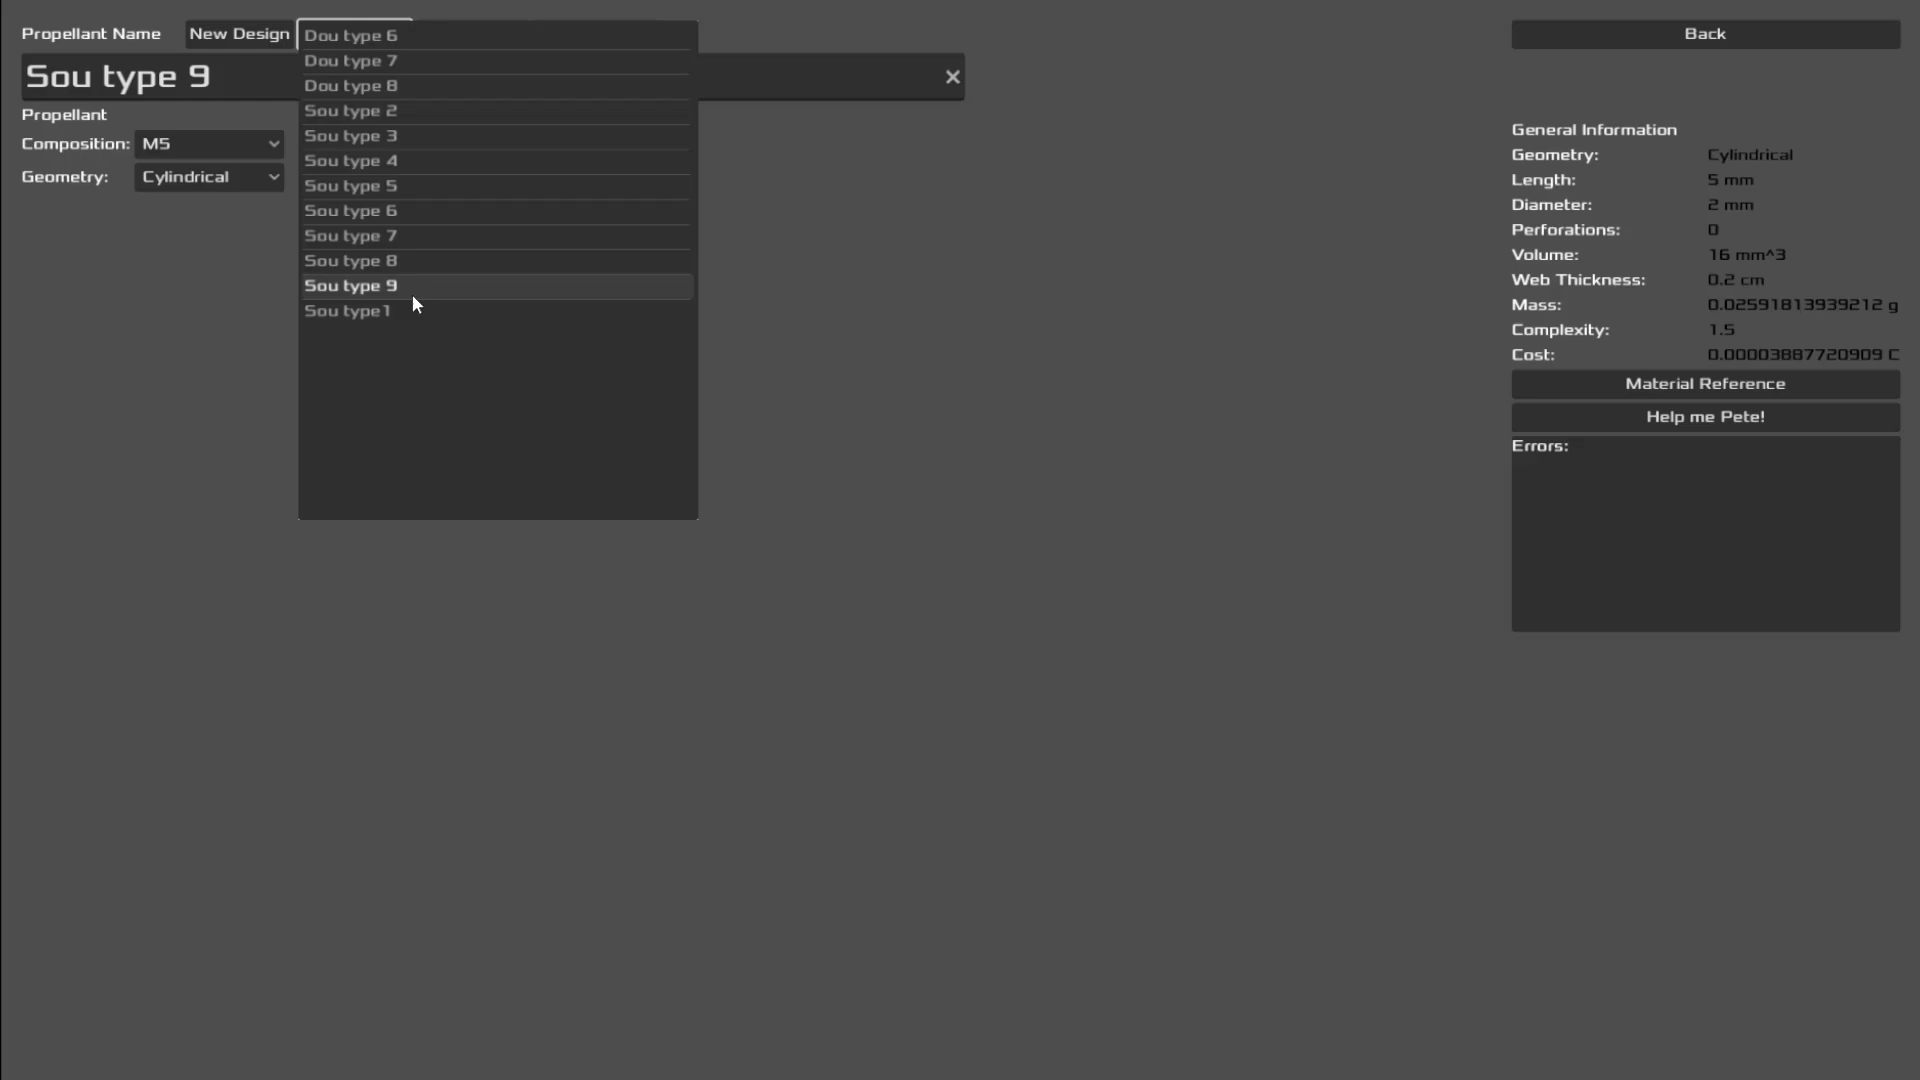 Propellant Name
New Design
Sou type 9
Propellant
Composition: M5
Geometry: Cylindrical
Dou type 6
Dou type 7
Dou type 8
Sou type 2
Sou type 3
Sou type 4
Sou type 5
Sou type 6
Sou type 7
Sou type 8
Sou type 9
Sou type1
Back
General Information
Geometry: Cylindrical
Length: 5 mm
Diameter: 2 mm
Perforations: 0
Volume: 16 mm^3
Web Thickness: 0.2 cm
Mass: 0.02591813939212 g
Complexity: 1.5
Cost: 0.00003887720909 C
Material Reference
Help me Pete!
Errors: